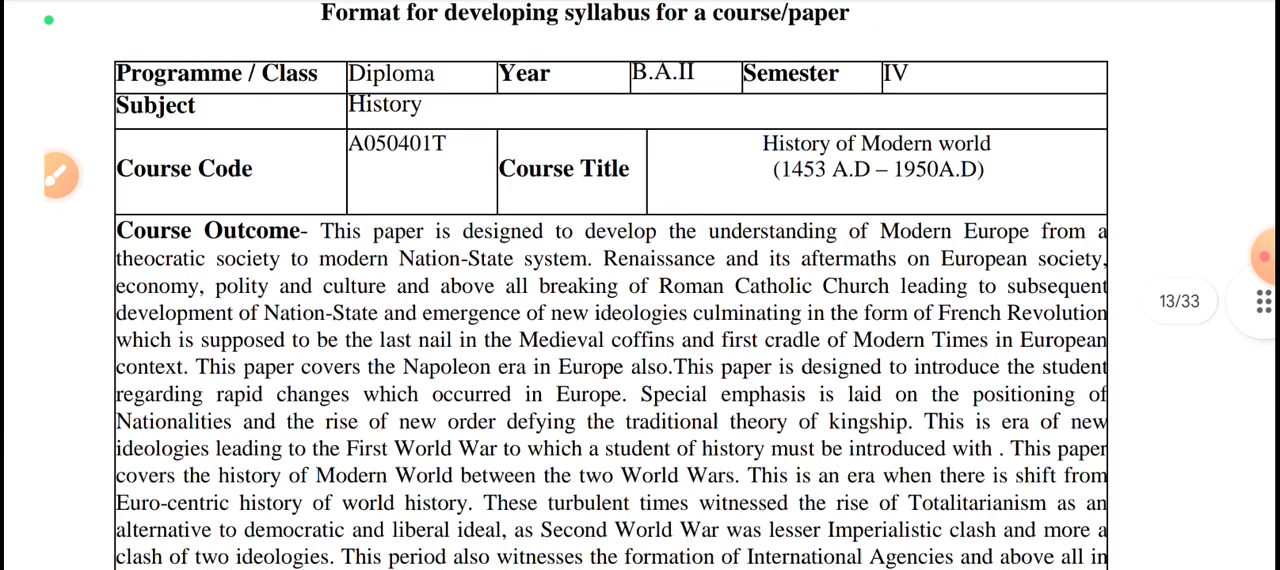 Format for developing syllabus for a course/paper
Programme / Class Diploma Year B.A.II Semester IV
Subject History
Course Code A050401T Course Title History of Modern world
(1453 A.D – 1950A.D)
Course Outcome- This paper is designed to develop the understanding of Modern Europe from a
theocratic society to modern Nation-State system. Renaissance and its aftermaths on European society,
economy, polity and culture and above all breaking of Roman Catholic Church leading to subsequent
development of Nation-State and emergence of new ideologies culminating in the form of French Revolution
which is supposed to be the last nail in the Medieval coffins and first cradle of Modern Times in European
context. This paper covers the Napoleon era in Europe also.This paper is designed to introduce the student
regarding rapid changes which occurred in Europe. Special emphasis is laid on the positioning of
Nationalities and the rise of new order defying the traditional theory of kingship. This is era of new
ideologies leading to the First World War to which a student of history must be introduced with . This paper
covers the history of Modern World between the two World Wars. This is an era when there is shift from
Euro-centric history of world history. These turbulent times witnessed the rise of Totalitarianism as an
alternative to democratic and liberal ideal, as Second World War was lesser Imperialistic clash and more a
clash of two ideologies. This period also witnesses the formation of International Agencies and above all in
13/33